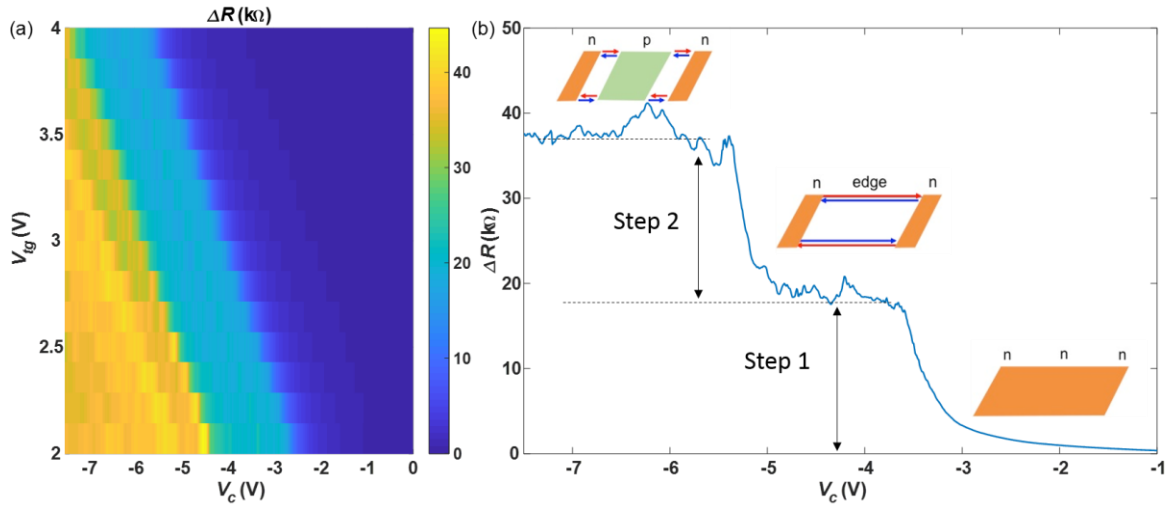 (a)
ΔR (kΩ)
4
3.5
3
2.5
2
V_tg (V)
-7 -6 -5 -4 -3 -2 -1 0
V_c (V)
40
30
20
10
0
(b)
50
40
30
20
10
0
ΔR (kΩ)
n p n
Step 2
n edge n
Step 1
n n n
-7 -6 -5 -4 -3 -2 -1
V_c (V)